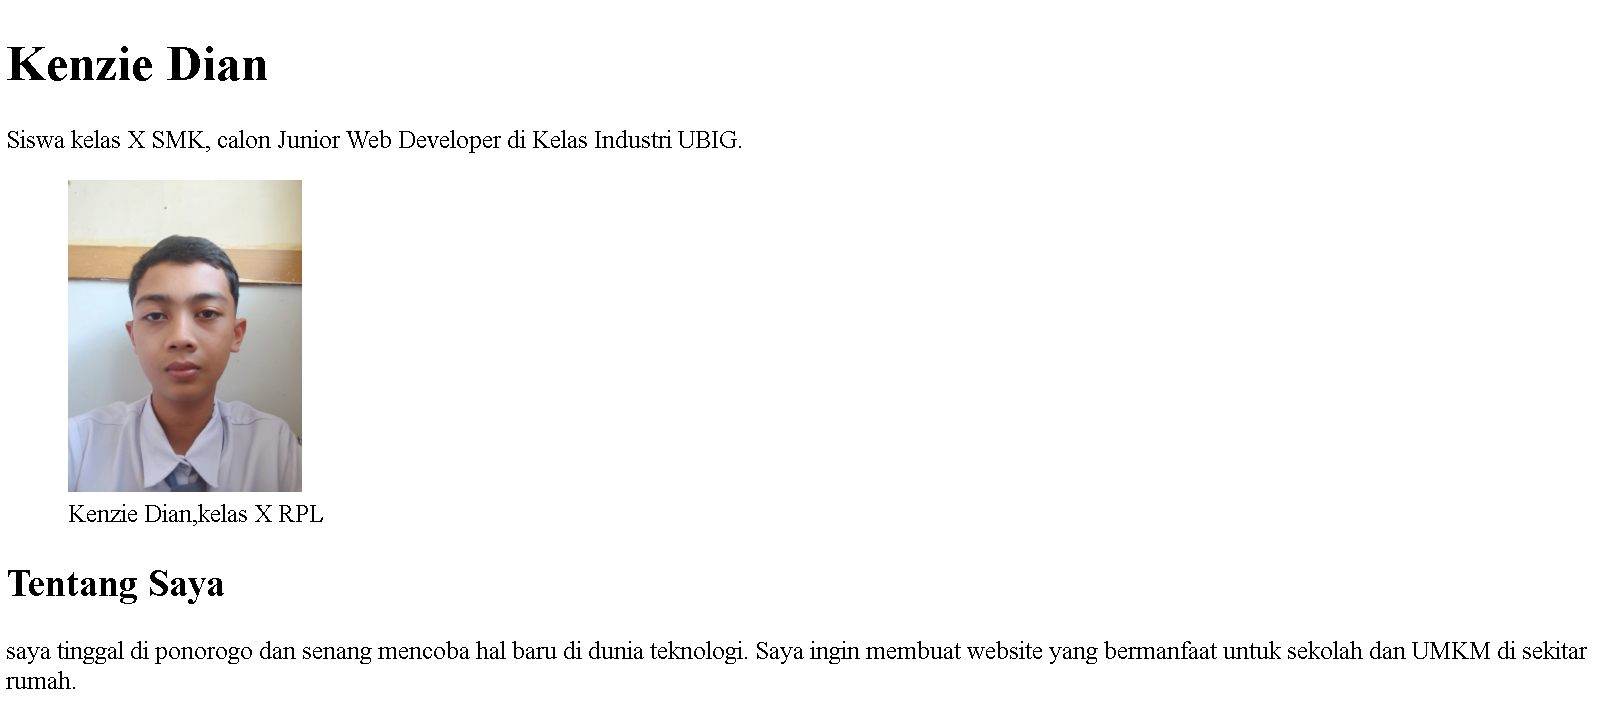 Kenzie Dian
Siswa kelas X SMK, calon Junior Web Developer di Kelas Industri UBIG.
Kenzie Dian,kelas X RPL
Tentang Saya
saya tinggal di ponorogo dan senang mencoba hal baru di dunia teknologi. Saya ingin membuat website yang bermanfaat untuk sekolah dan UMKM di sekitar
rumah.